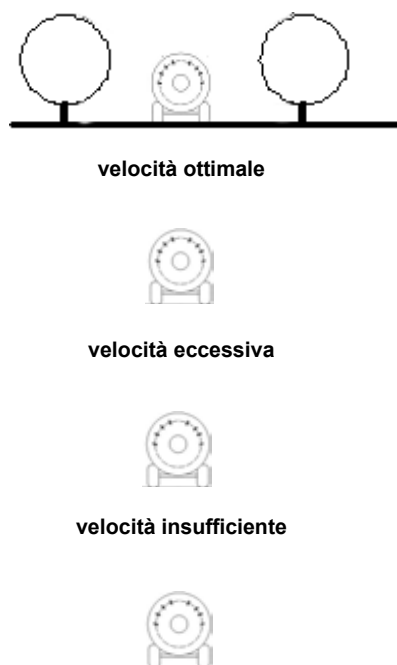 velocità ottimale
velocità eccessiva
velocità insufficiente